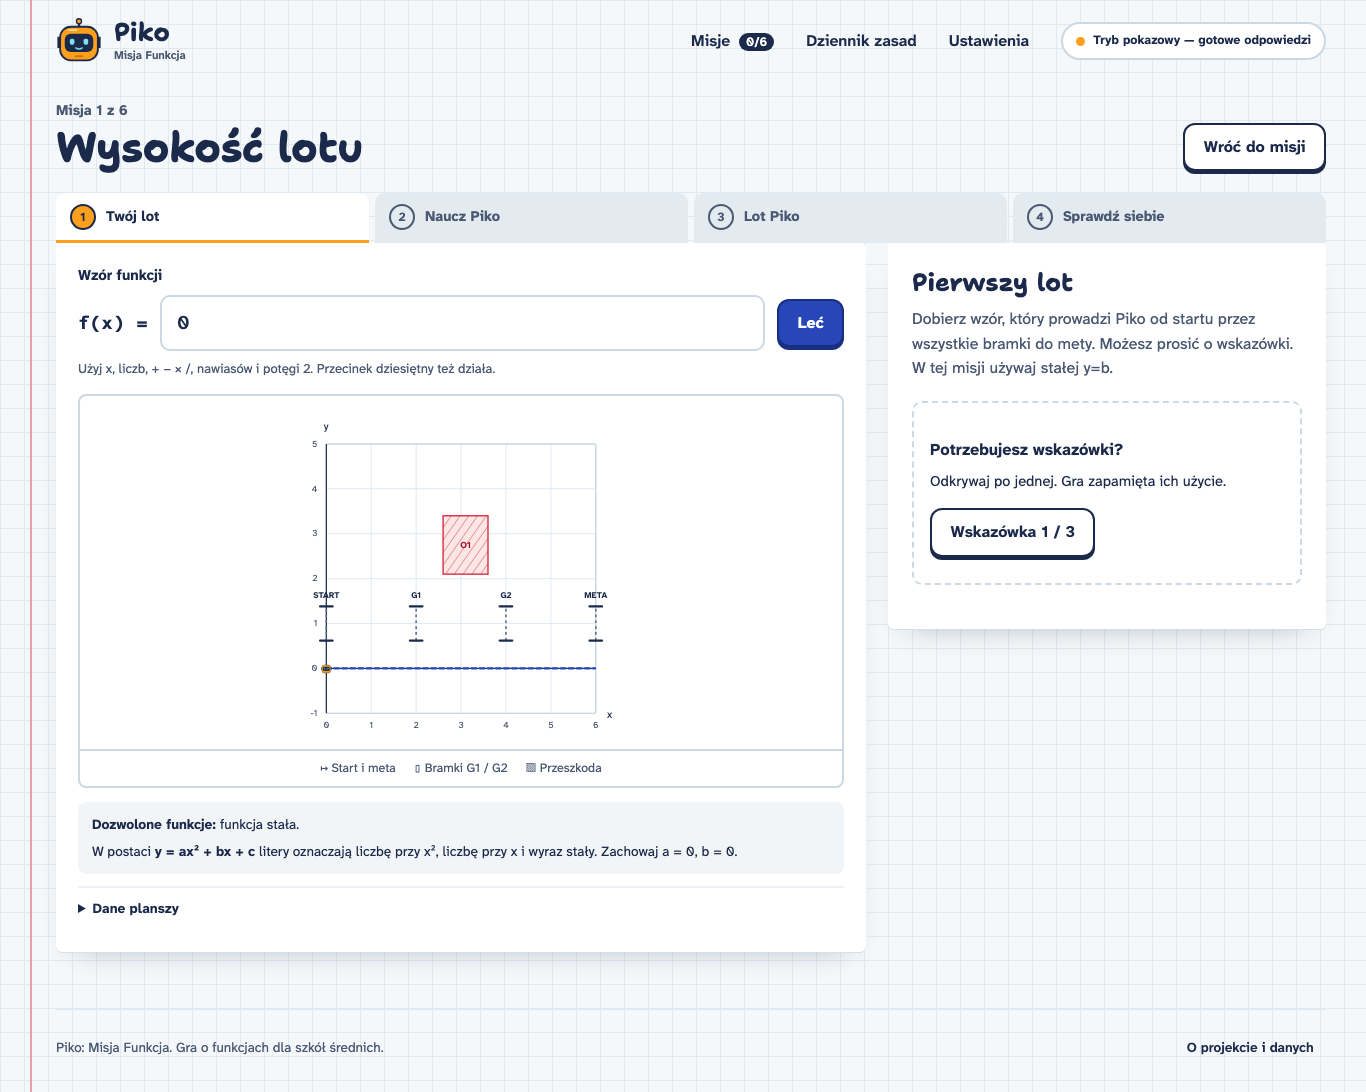 Piko
Misja Funkcja
Misje 0/6 Dziennik zasad Ustawienia Tryb pokazowy — gotowe odpowiedzi
Misja 1 z 6
Wysokość lotu
Wróć do misji
1 Twój lot
2 Naucz Piko
3 Lot Piko
4 Sprawdź siebie
Wzór funkcji
f(x) = 0
Leć
Użyj x, liczb, + − × /, nawiasów i potęgi 2. Przecinek dziesiętny też działa.
y
5
4
3
O1
2
START G1 G2 META
1
0
-1
x
0 1 2 3 4 5 6
↦ Start i meta ▯ Bramki G1 / G2 ▨ Przeszkoda
Dozwolone funkcje: funkcja stała.
W postaci y = ax² + bx + c litery oznaczają liczbę przy x², liczbę przy x i wyraz stały. Zachowaj a = 0, b = 0.
▶ Dane planszy
Pierwszy lot
Dobierz wzór, który prowadzi Piko od startu przez
wszystkie bramki do mety. Możesz prosić o wskazówki.
W tej misji używaj stałej y=b.
Potrzebujesz wskazówki?
Odkrywaj po jednej. Gra zapamięta ich użycie.
Wskazówka 1 / 3
Piko: Misja Funkcja. Gra o funkcjach dla szkół średnich.
O projekcie i danych